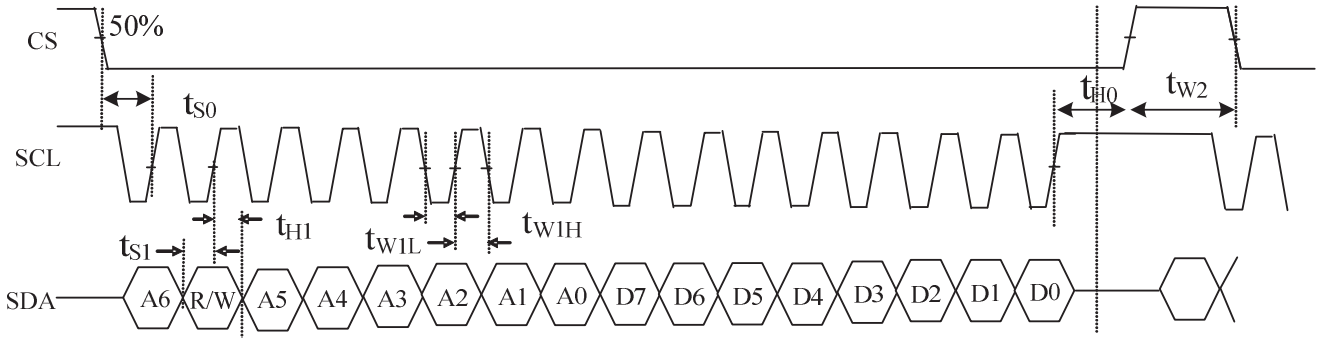 CS
50%
tS0
tH0
tW2
SCL
tS1
tH1
tW1L
tW1H
SDA
A6 R/W A5 A4 A3 A2 A1 A0 D7 D6 D5 D4 D3 D2 D1 D0